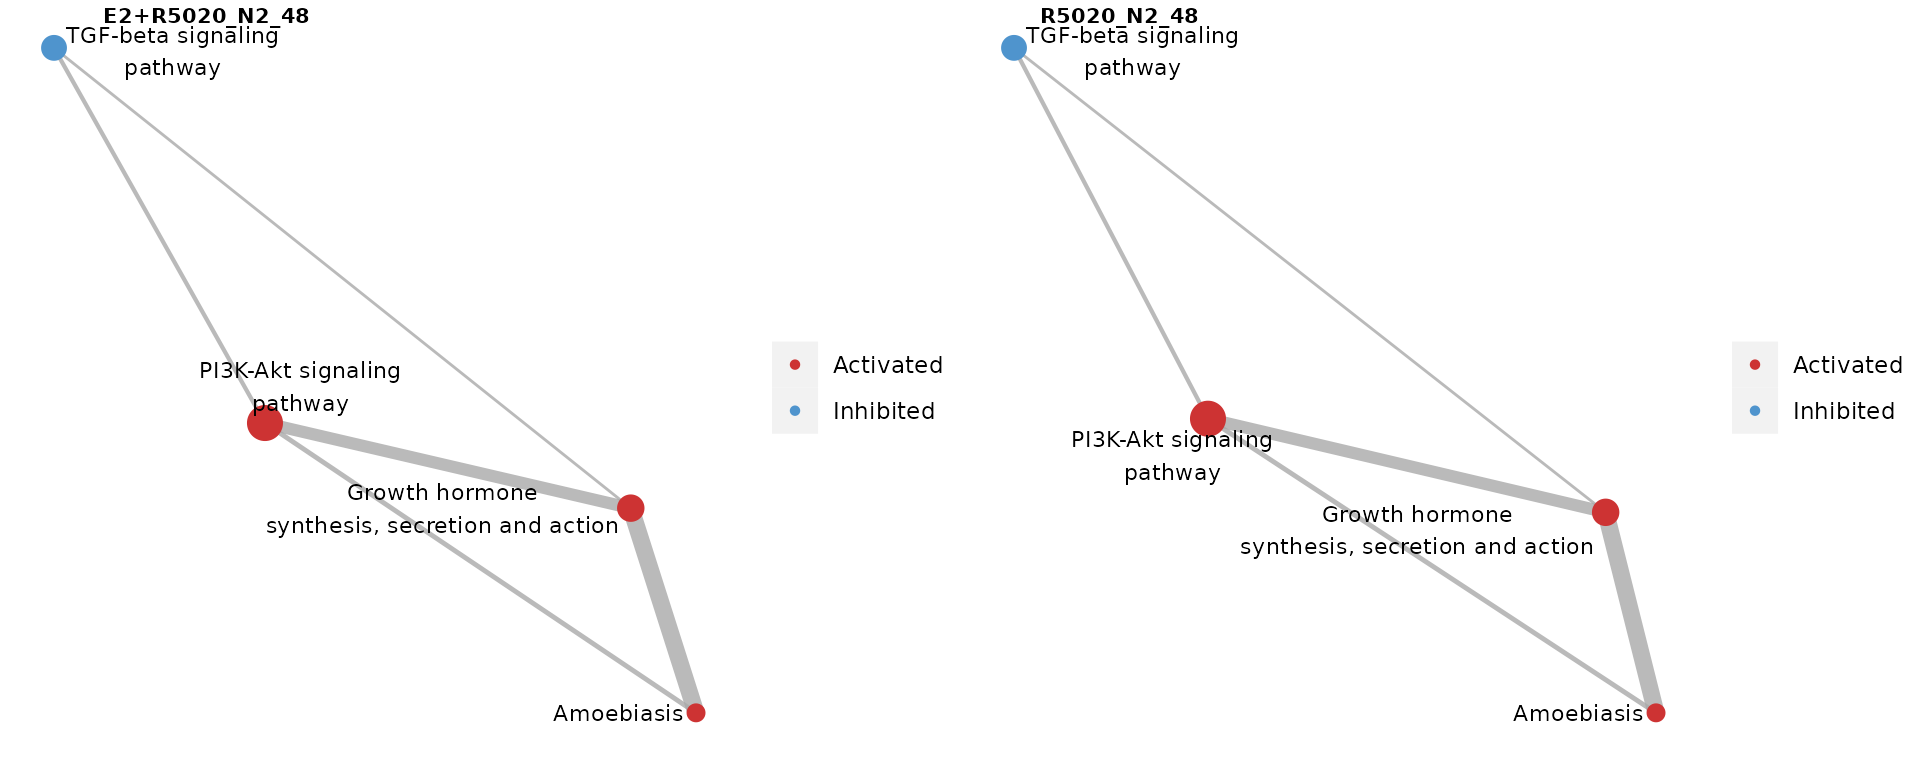 E2+R5020_N2_48
TGF-beta signaling
pathway
PI3K-Akt signaling
pathway
Growth hormone
synthesis, secretion and action
Amoebiasis
Activated
Inhibited
R5020_N2_48
TGF-beta signaling
pathway
PI3K-Akt signaling
pathway
Growth hormone
synthesis, secretion and action
Amoebiasis
Activated
Inhibited